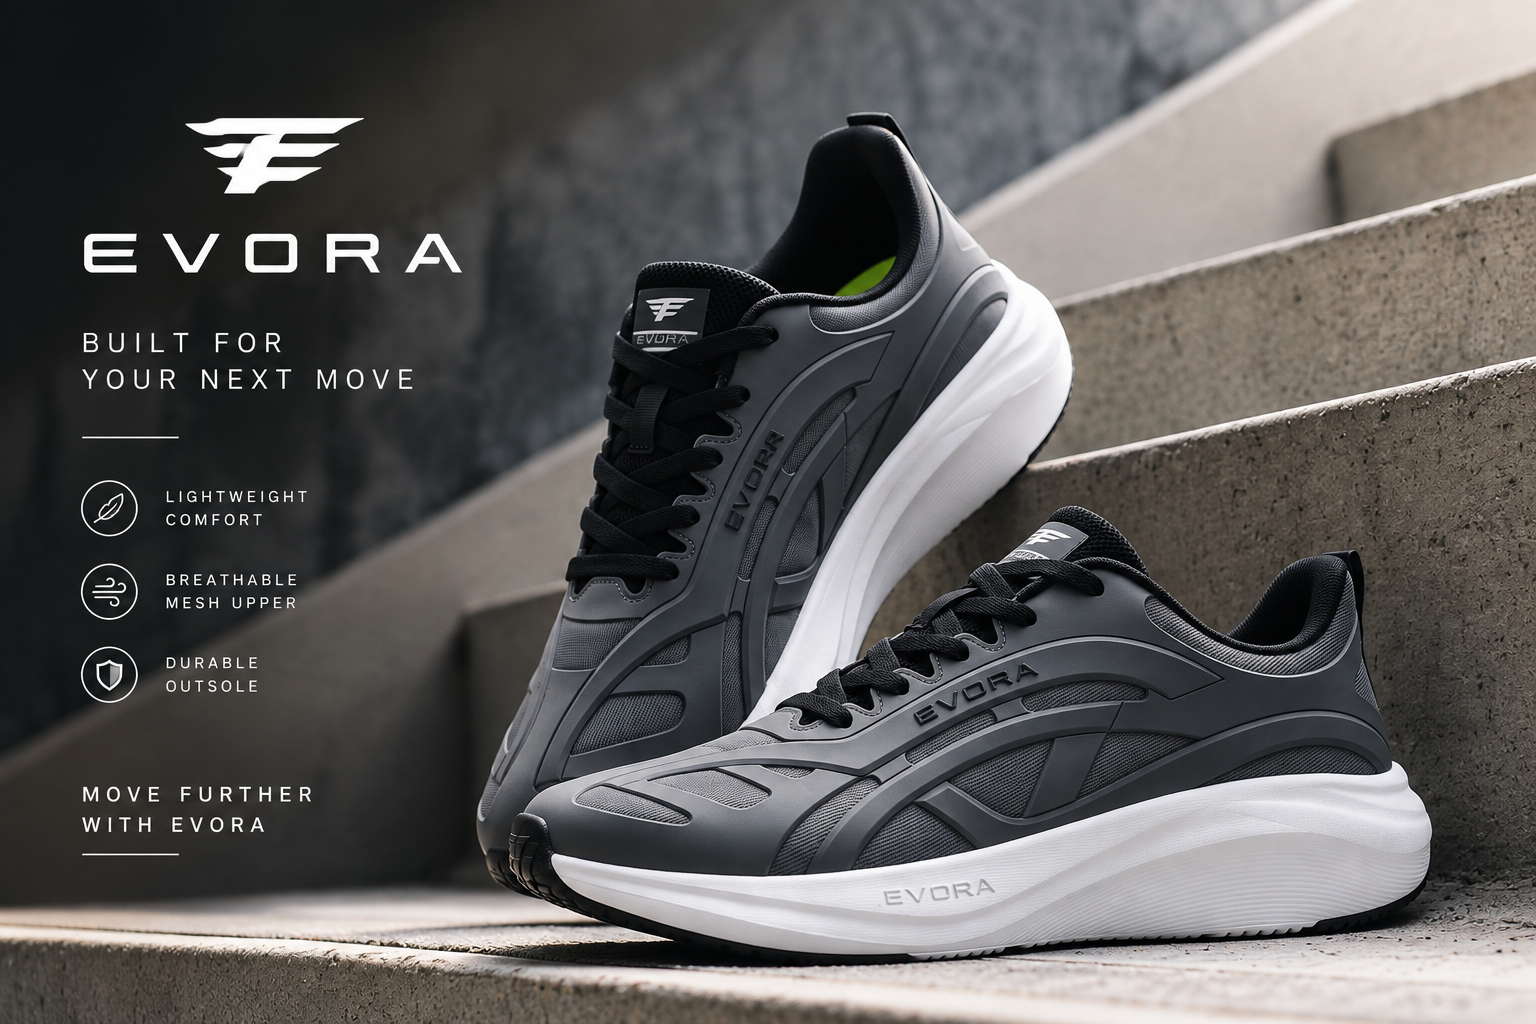 EVORA
BUILT FOR
YOUR NEXT MOVE
LIGHTWEIGHT
COMFORT
BREATHABLE
MESH UPPER
DURABLE
OUTSOLE
MOVE FURTHER
WITH EVORA
EVORA
EVORA
EVORA
EVORA